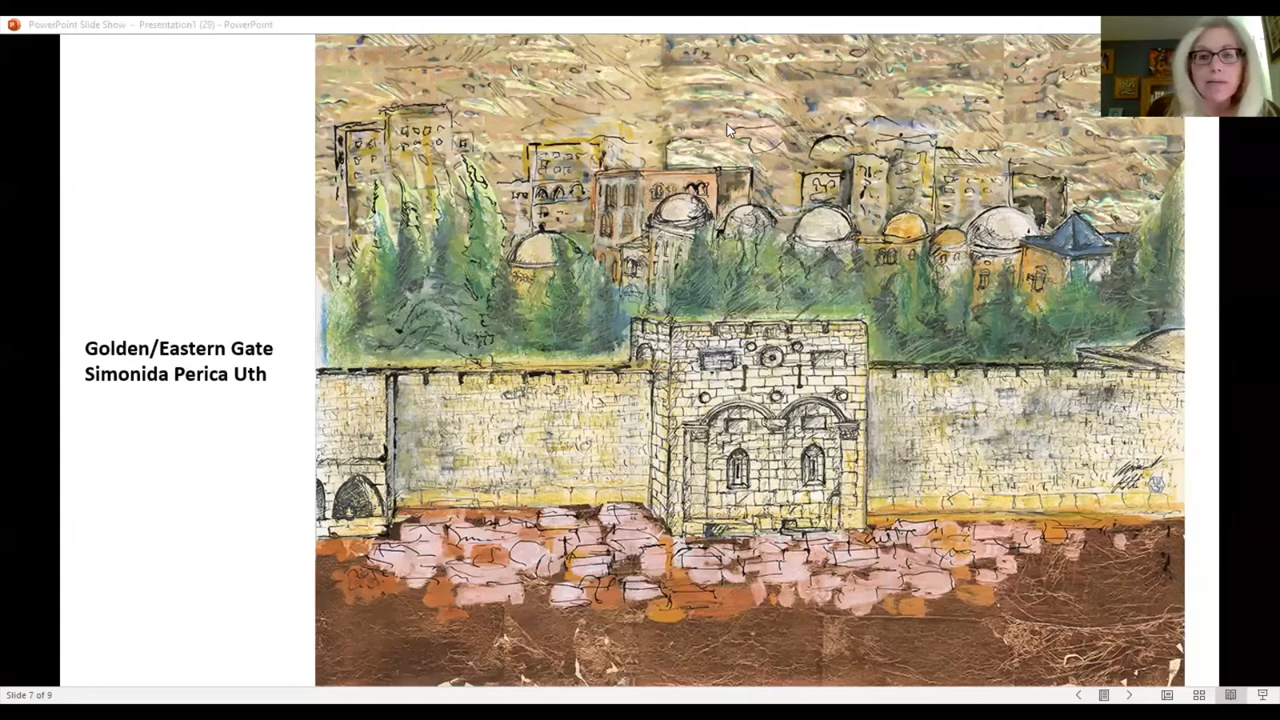 PowerPoint Slide Show - Presentation1 (29) - PowerPoint
Golden/Eastern Gate
Simonida Perica Uth
Slide 7 of 9